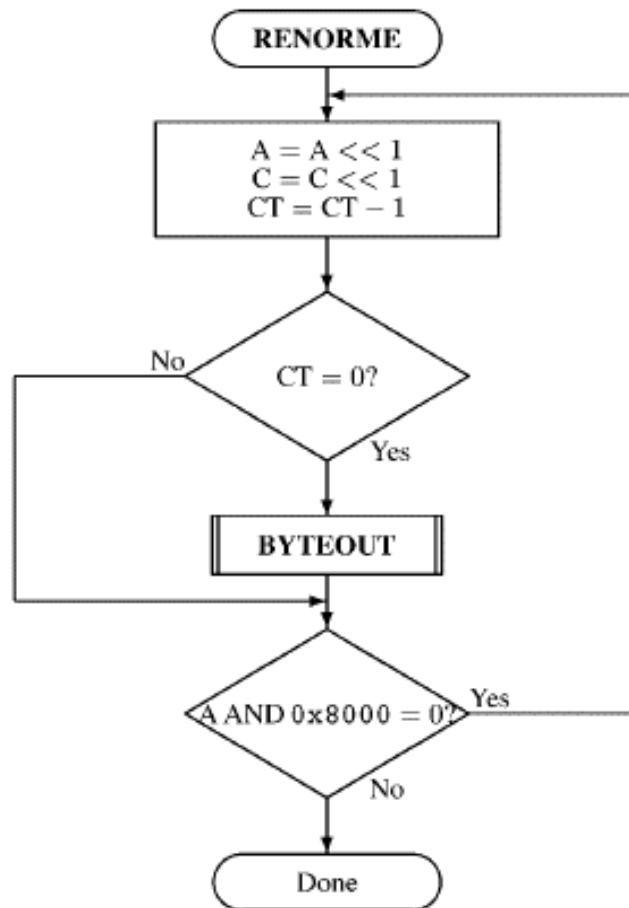 RENORME
A = A << 1
C = C << 1
CT = CT − 1
No
CT = 0?
Yes
BYTEOUT
A AND 0x8000 = 0?
Yes
No
Done